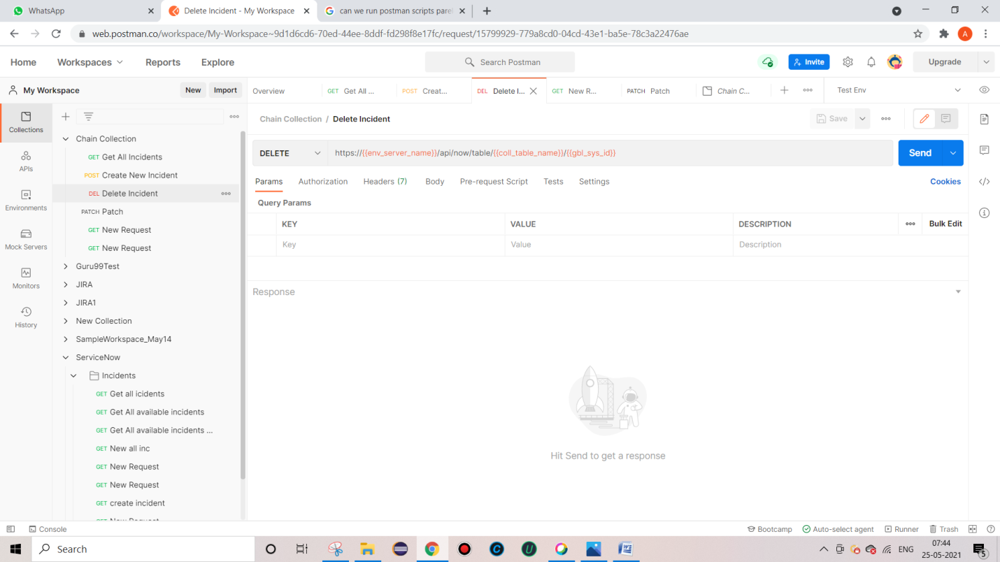 WhatsApp
Delete Incident - My Workspace
can we run postman scripts parel
web.postman.co/workspace/My-Workspace~9d1d6cd6-70ed-44ee-8ddf-fd298f8e17fc/request/15799929-779a8cd0-04cd-43e1-ba5e-78c3a22476ae
A
Home Workspaces Reports Explore
Search Postman
Invite
Upgrade
My Workspace
New Import
Overview
GET Get All ...
POST Creat...
DEL Delete I...
GET New R...
PATCH Patch
Chain C...
Test Env
Collections
APIs
Environments
Mock Servers
Monitors
History
Chain Collection
GET Get All Incidents
POST Create New Incident
DEL Delete Incident
PATCH Patch
GET New Request
GET New Request
Guru99Test
JIRA
JIRA1
New Collection
SampleWorkspace_May14
ServiceNow
Incidents
GET Get all icidents
GET Get All available incidents
GET Get All available incidents ...
GET New all inc
GET New Request
GET New Request
GET create incident
GET New Request
Chain Collection / Delete Incident
Save
DELETE
https://{{env_server_name}}/api/now/table/{{coll_table_name}}/{{gbl_sys_id}}
Send
Params Authorization Headers (7) Body Pre-request Script Tests Settings
Cookies
Query Params
KEY VALUE DESCRIPTION
Bulk Edit
Key Value Description
Response
Hit Send to get a response
Console
Bootcamp Auto-select agent Runner Trash
Search
ENG
07:44
25-05-2021
5